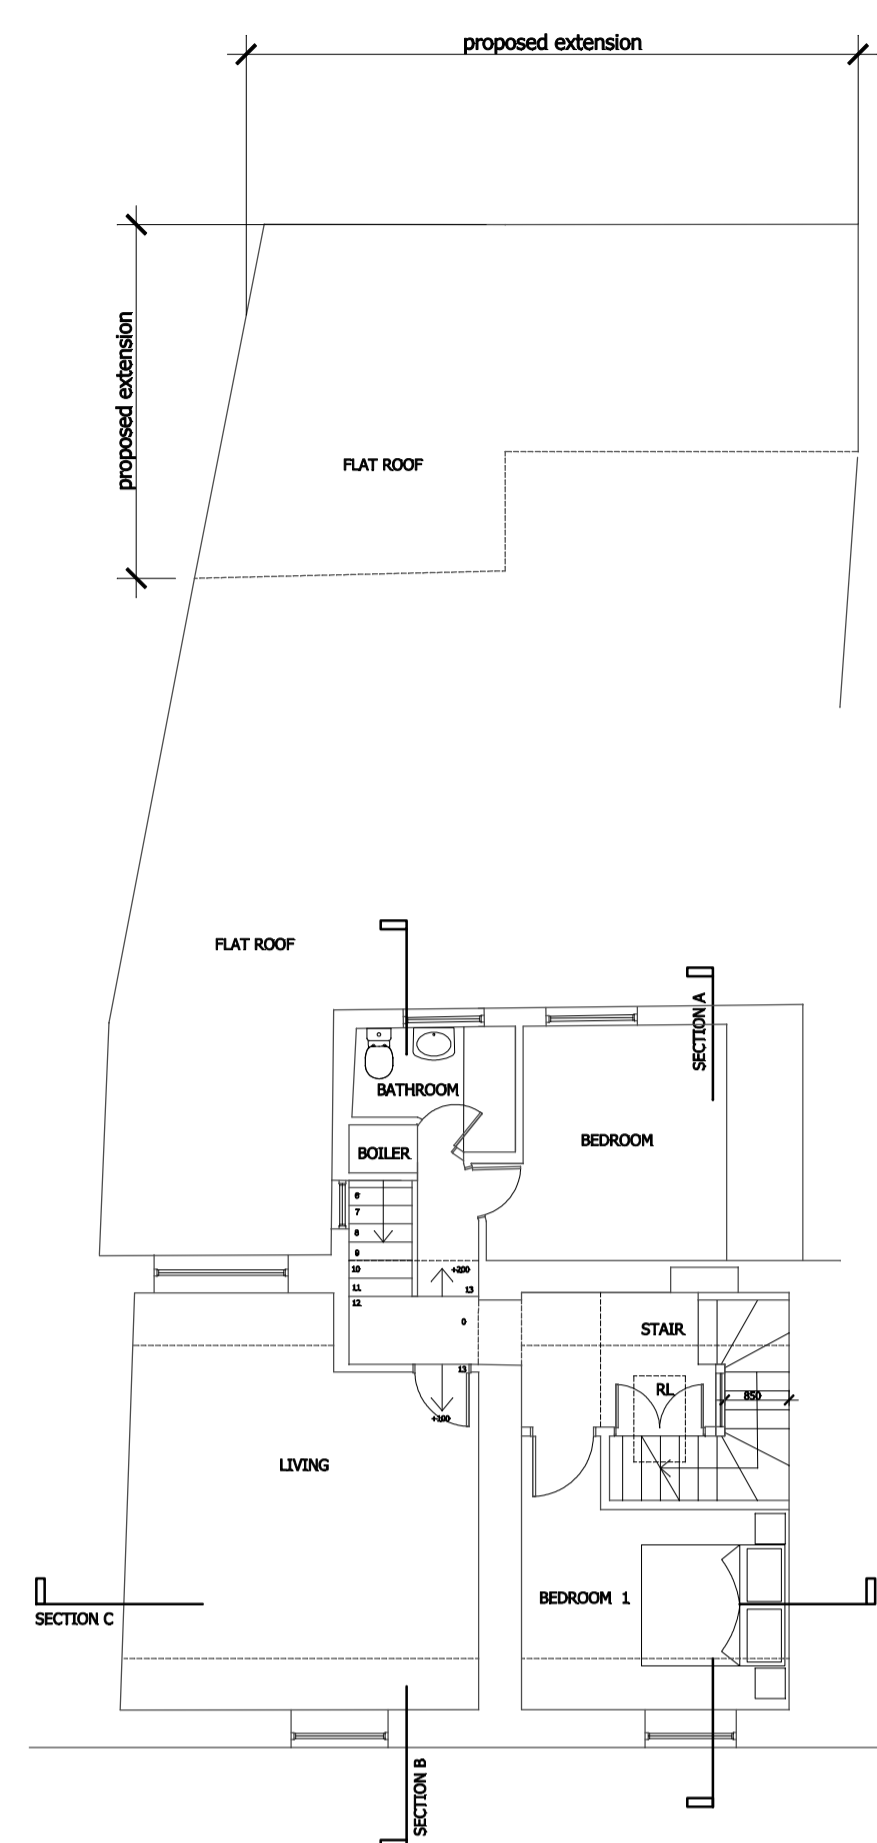 proposed extension
proposed extension
FLAT ROOF
FLAT ROOF
SECTION A
BATHROOM
BEDROOM
BOILER
6
7
8
9
10
11
12
+200
13
0
STAIR
13
RL
850
+100
LIVING
BEDROOM 1
SECTION C
SECTION B